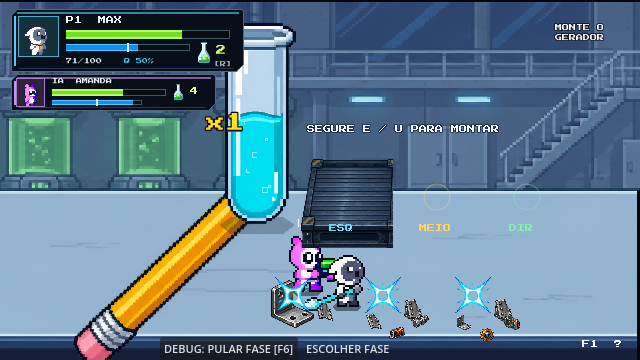 P1 MAX
71/100
Q 50%
2
[R]
IA AMANDA
4
x1
MONTE O
GERADOR
SEGURE E / U PARA MONTAR
ESQ
MEIO
DIR
DEBUG: PULAR FASE [F6]
ESCOLHER FASE
F1 ?